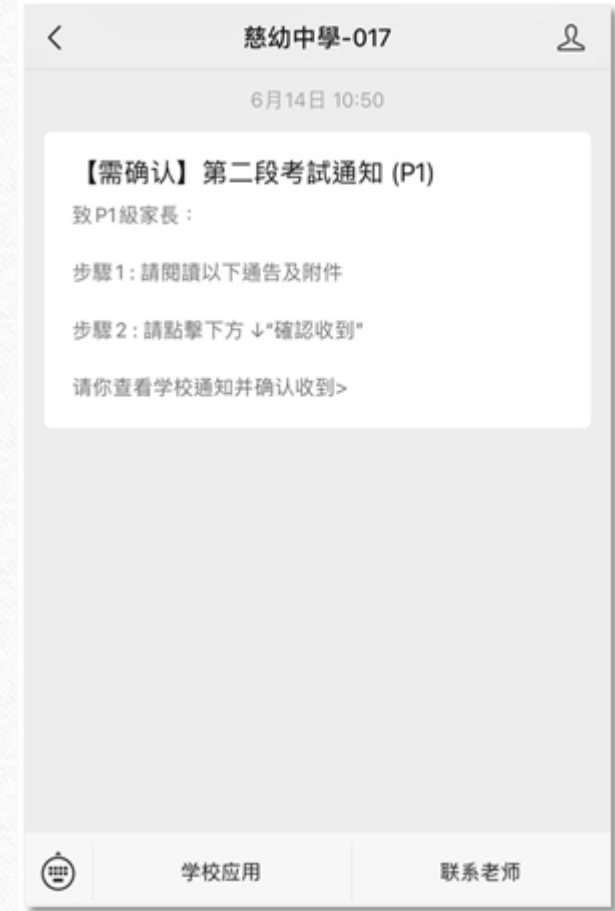 慈幼中學-017
6月14日 10:50
【需确认】第二段考試通知 (P1)
致P1級家長：
步驟1：請閱讀以下通告及附件
步驟2：請點擊下方 ↓“確認收到”
请你查看学校通知并确认收到>
学校应用
联系老师